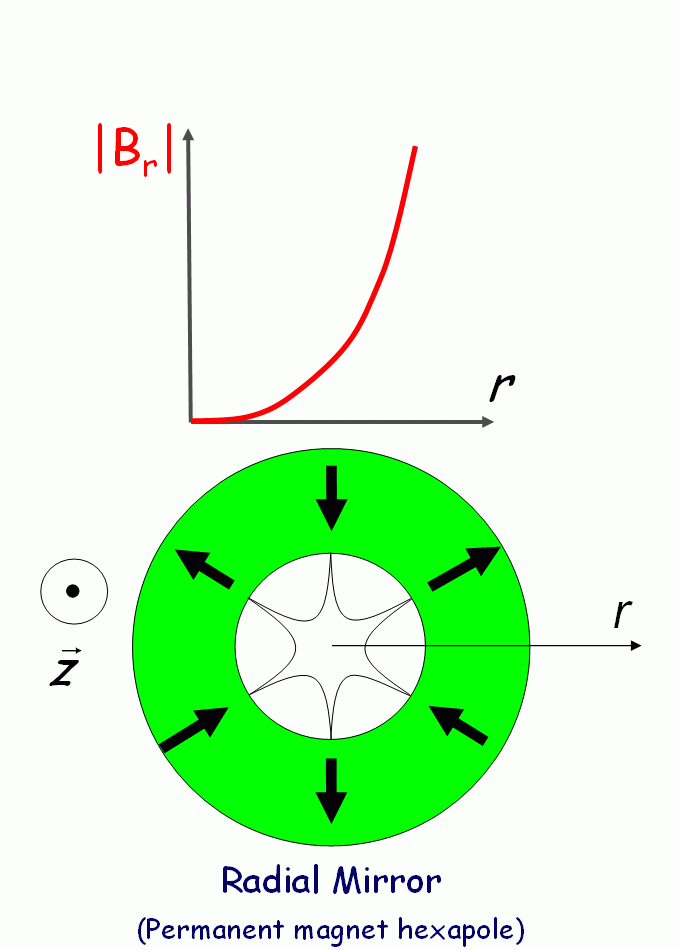 |Br|
r
r
z
Radial Mirror
(Permanent magnet hexapole)